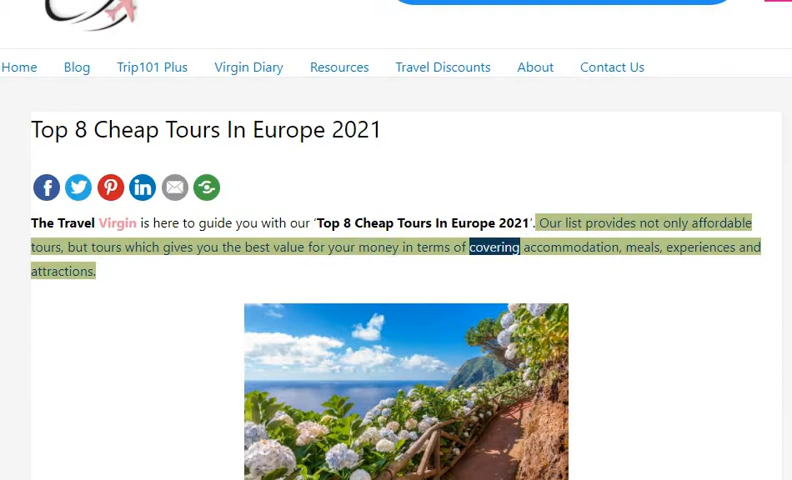 Home Blog Trip101 Plus Virgin Diary Resources Travel Discounts About Contact Us
Top 8 Cheap Tours In Europe 2021
The Travel Virgin is here to guide you with our ‘Top 8 Cheap Tours In Europe 2021’. Our list provides not only affordable
tours, but tours which gives you the best value for your money in terms of covering accommodation, meals, experiences and
attractions.